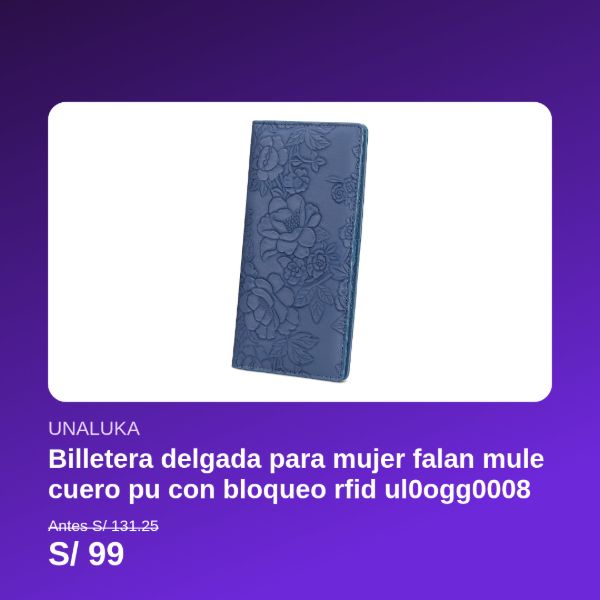 UNALUKA
Billetera delgada para mujer falan mule
cuero pu con bloqueo rfid ul0ogg0008
Antes S/ 131.25
S/ 99